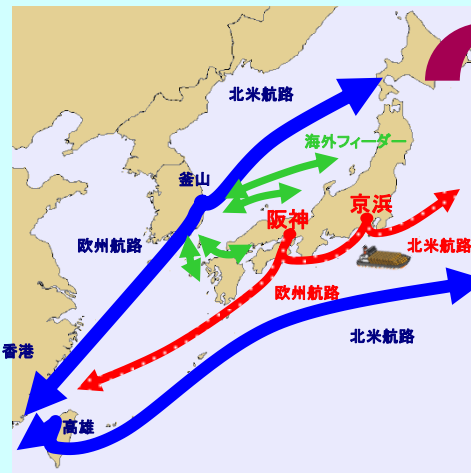 北米航路
海外フィーダー
釜山
京浜
阪神
欧州航路
北米航路
欧州航路
北米航路
香港
高雄